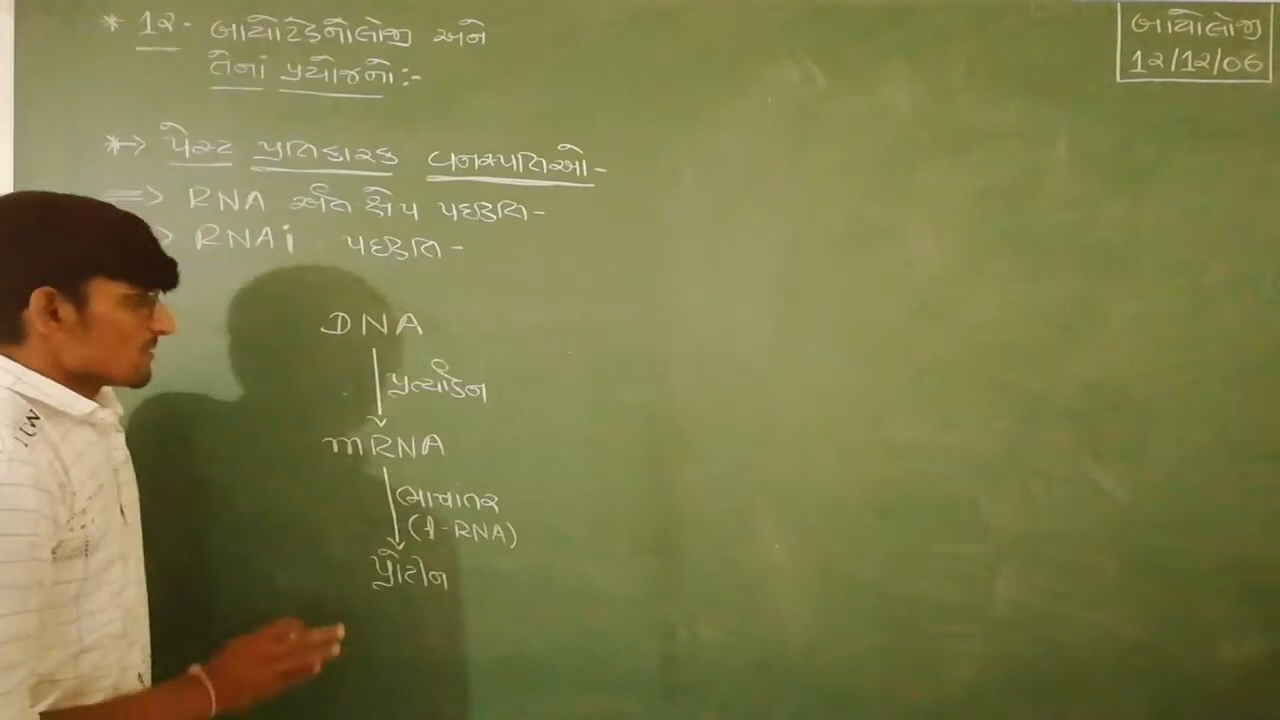 * 12- બાયોટેકનોલોજી અને
તેનાં પ્રયોજનો:-
બાયોલોજી
12/12/06
*-> પેસ્ટ પ્રતિકારક વનસ્પતિઓ-
=> RNA અંતઃક્ષેપ પદ્ધતિ-
> RNAi પદ્ધતિ-
DNA
પ્રત્યાંકન
mRNA
ભાષાંતર
(t-RNA)
પ્રોટીન